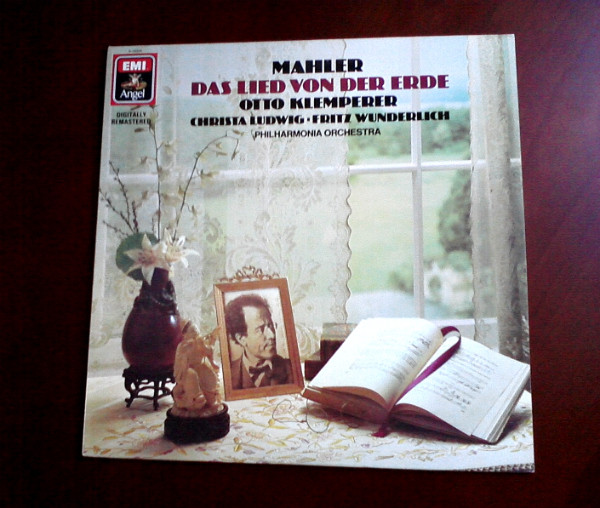 EMI
Angel
DIGITALLY
REMASTERED
MAHLER
DAS LIED VON DER ERDE
OTTO KLEMPERER
CHRISTA LUDWIG · FRITZ WUNDERLICH
PHILHARMONIA ORCHESTRA